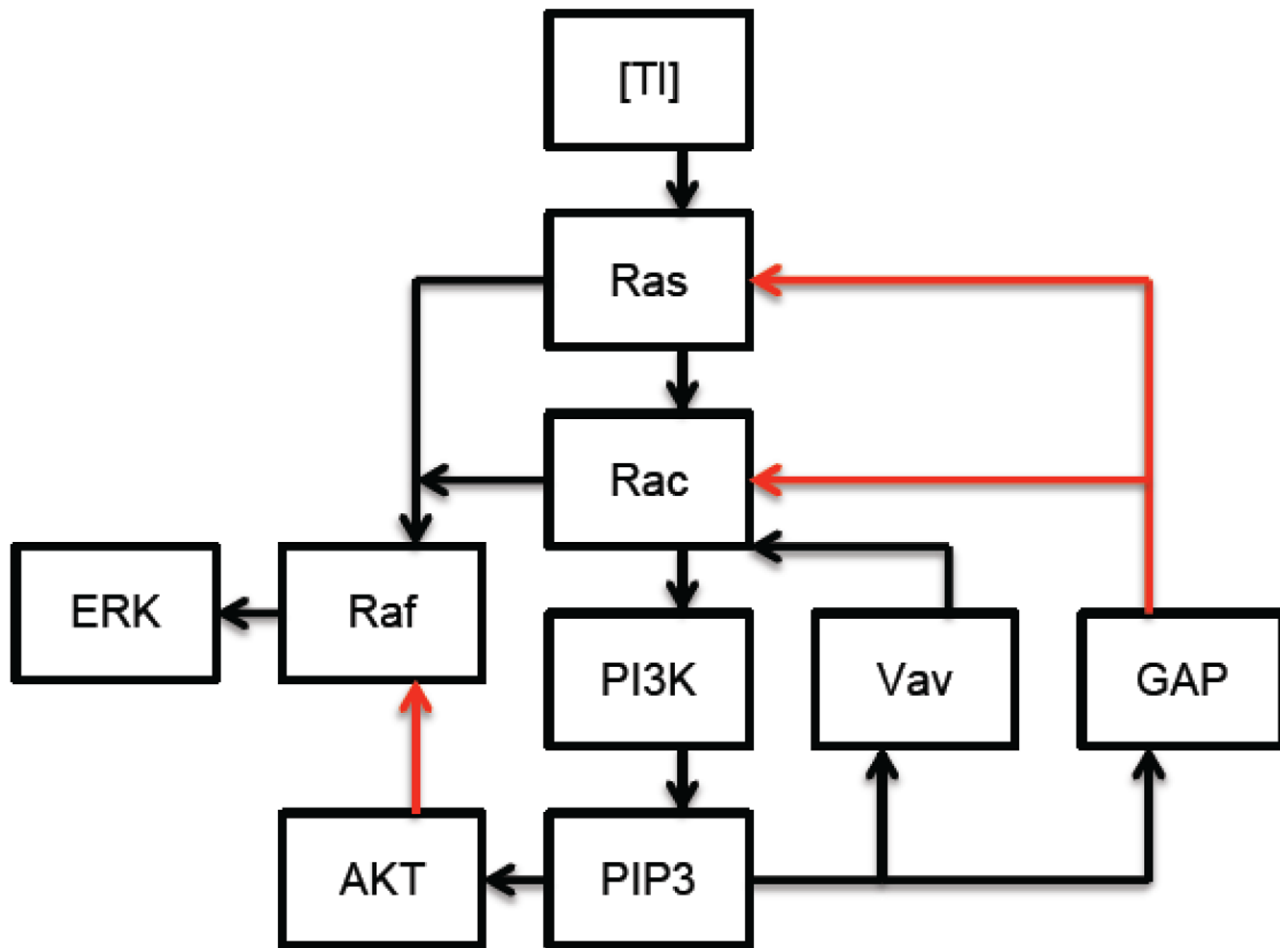 [TI]
Ras
Rac
ERK
Raf
PI3K
Vav
GAP
AKT
PIP3